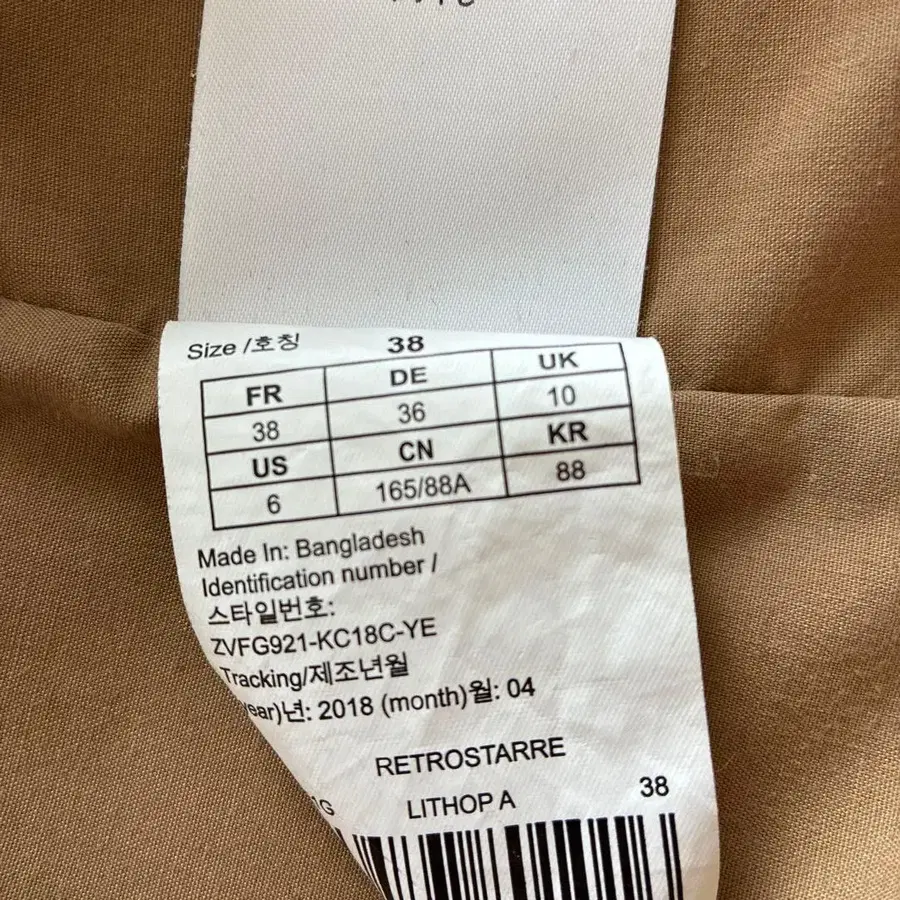 Size /호칭 38
FR DE UK
38 36 10
US CN KR
6 165/88A 88
Made In: Bangladesh
Identification number /
스타일번호:
ZVFG921-KC18C-YE
Tracking/제조년월
년: 2018 (month)월: 04
RETROSTARRE
LITHOP A 38